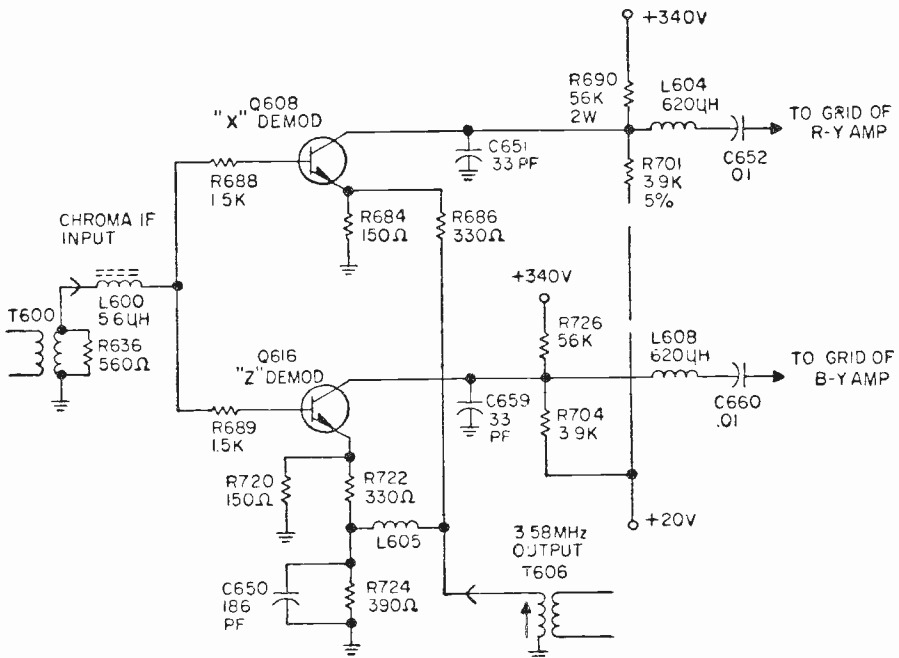 +340V
R690
56K
2W
L604
620UH
Q608
"X" DEMOD
TO GRID OF
R-Y AMP
C651
33 PF
C652
.01
R701
3.9K
5%
R688
1.5K
R684
150Ω
R686
330Ω
CHROMA IF
INPUT
+340V
T600
L600
5.6UH
R636
560Ω
R726
56K
L608
620UH
Q616
"Z" DEMOD
TO GRID OF
B-Y AMP
C659
33
PF
C660
.01
R704
3.9K
R689
1.5K
R720
150Ω
R722
330Ω
+20V
L605
3.58MHz
OUTPUT
T606
C650
186
PF
R724
390Ω